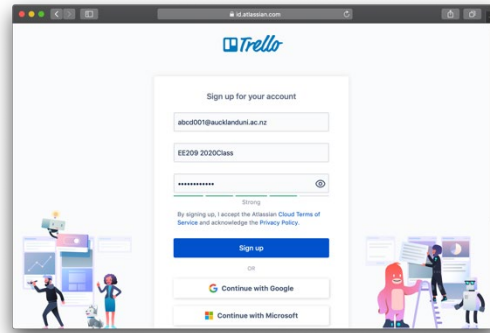 id.atlassian.com
Trello
Sign up for your account
abcd001@aucklanduni.ac.nz
EE209 2020Class
••••••••••••
Strong
By signing up, I accept the Atlassian Cloud Terms of
Service and acknowledge the Privacy Policy.
Sign up
OR
Continue with Google
Continue with Microsoft